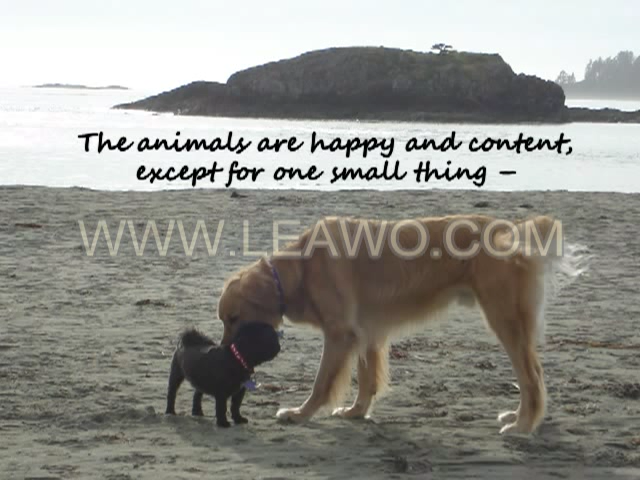 The animals are happy and content,
except for one small thing –
WWW.LEAWO.COM